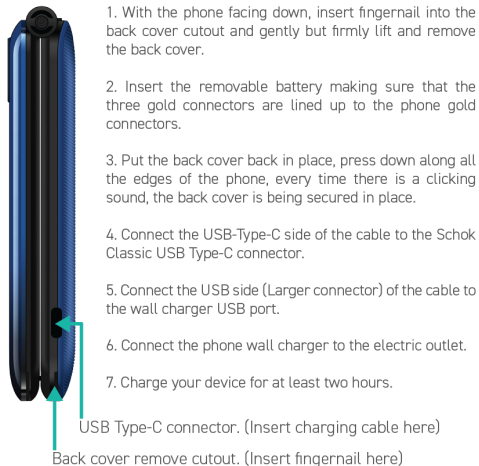 1. With the phone facing down, insert fingernail into the
back cover cutout and gently but firmly lift and remove
the back cover.
2. Insert the removable battery making sure that the
three gold connectors are lined up to the phone gold
connectors.
3. Put the back cover back in place, press down along all
the edges of the phone, every time there is a clicking
sound, the back cover is being secured in place.
4. Connect the USB-Type-C side of the cable to the Schok
Classic USB Type-C connector.
5. Connect the USB side (Larger connector) of the cable to
the wall charger USB port.
6. Connect the phone wall charger to the electric outlet.
7. Charge your device for at least two hours.
USB Type-C connector. (Insert charging cable here)
Back cover remove cutout. (Insert fingernail here)